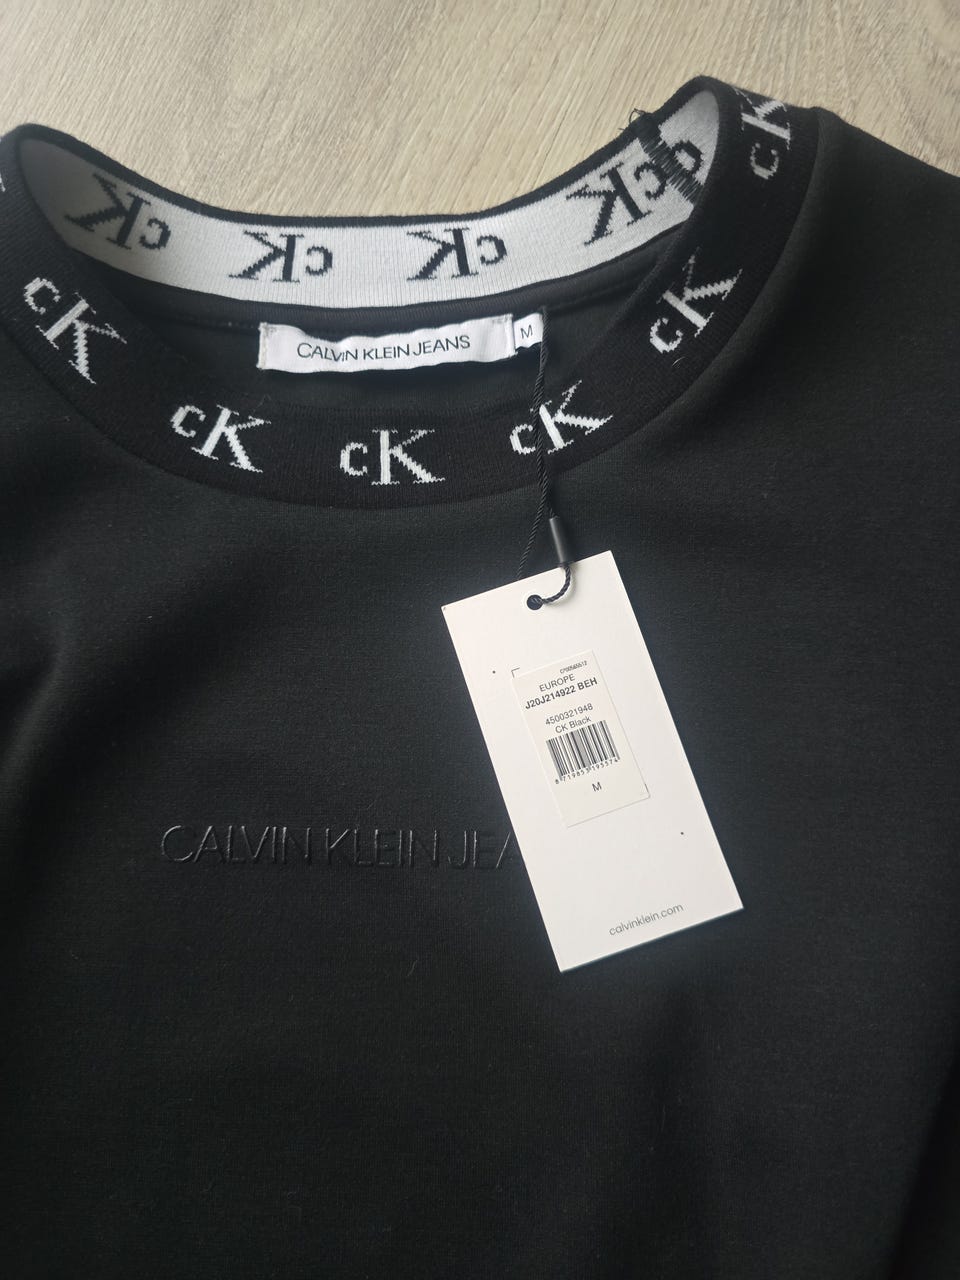 CK CK CK CK
CK
CALVIN KLEIN JEANS M
CK
CK
CK
CK
CK
EUROPE
J20J214922 BEH
4500321948
CK Black
8719853195574
M
CALVIN KLEIN JEA
calvinklein.com